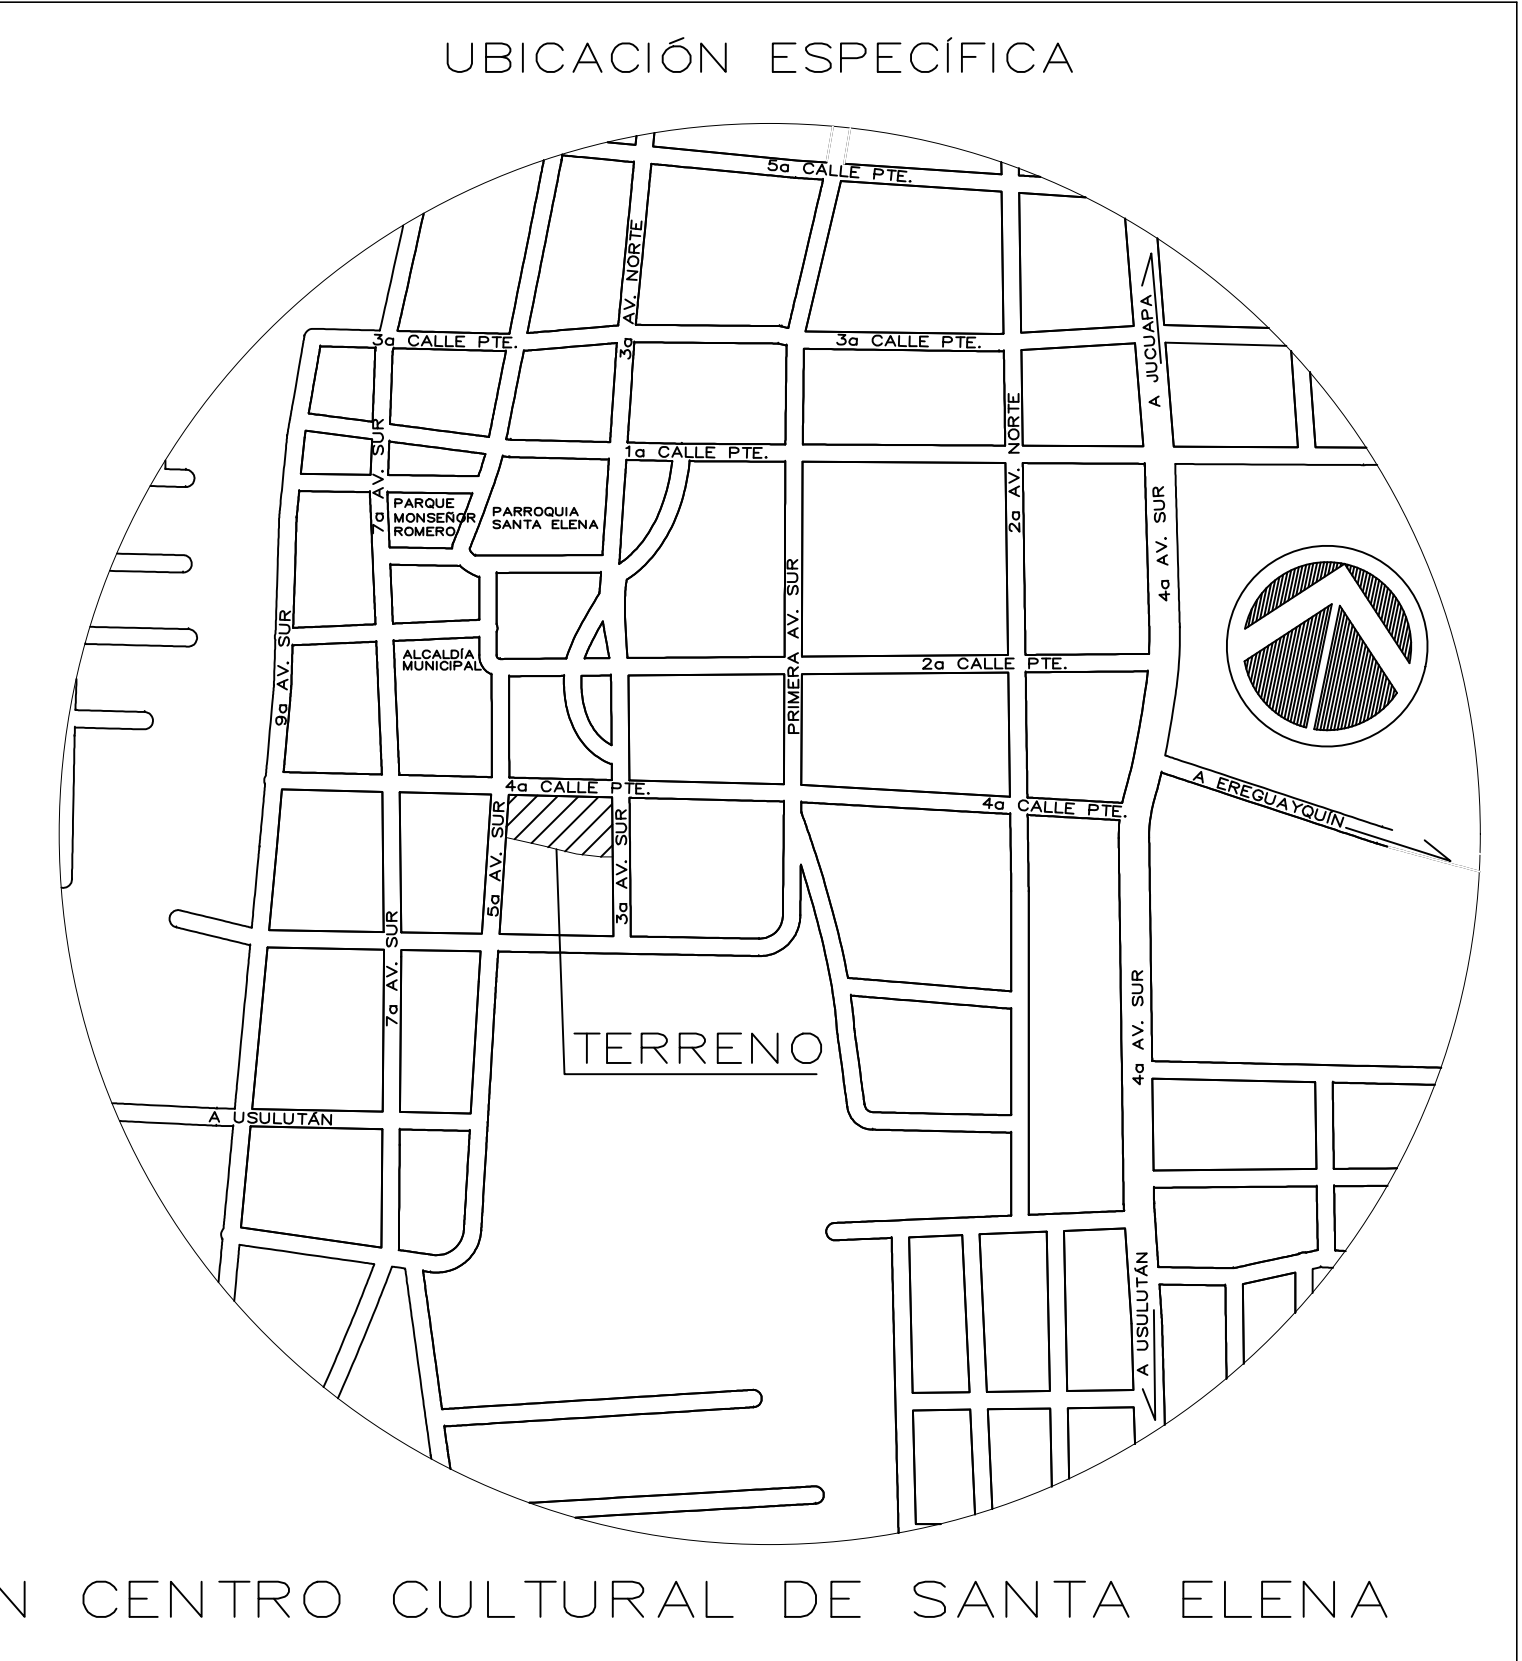 UBICACIÓN ESPECÍFICA
5a CALLE PTE.
3a AV. NORTE
A JUCUAPA
3a CALLE PTE.
3a CALLE PTE.
2a AV. NORTE
7a AV. SUR
1a CALLE PTE.
4a AV. SUR
PARQUE
MONSEÑOR
ROMERO
PARROQUIA
SANTA ELENA
PRIMERA AV. SUR
9a AV. SUR
ALCALDÍA
MUNICIPAL
2a CALLE PTE.
4a CALLE PTE.
4a CALLE PTE.
A EREGUAYQUÍN
5a AV. SUR
3a AV. SUR
7a AV. SUR
4a AV. SUR
TERRENO
A USULUTÁN
A USULUTÁN
N CENTRO CULTURAL DE SANTA ELENA